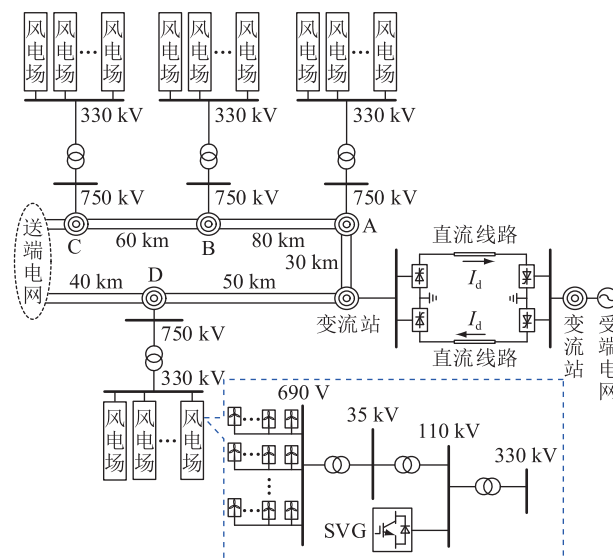 风电场 风电场 … 风电场 风电场 风电场 … 风电场 风电场 风电场 … 风电场
330 kV 330 kV 330 kV
750 kV 750 kV 750 kV
送端电网
C B A
60 km 80 km
30 km
直流线路
I_d
40 km D 50 km
变流站
I_d
直流线路
变流站
受端电网
750 kV
330 kV
风电场 风电场 … 风电场
690 V
35 kV
110 kV
330 kV
SVG